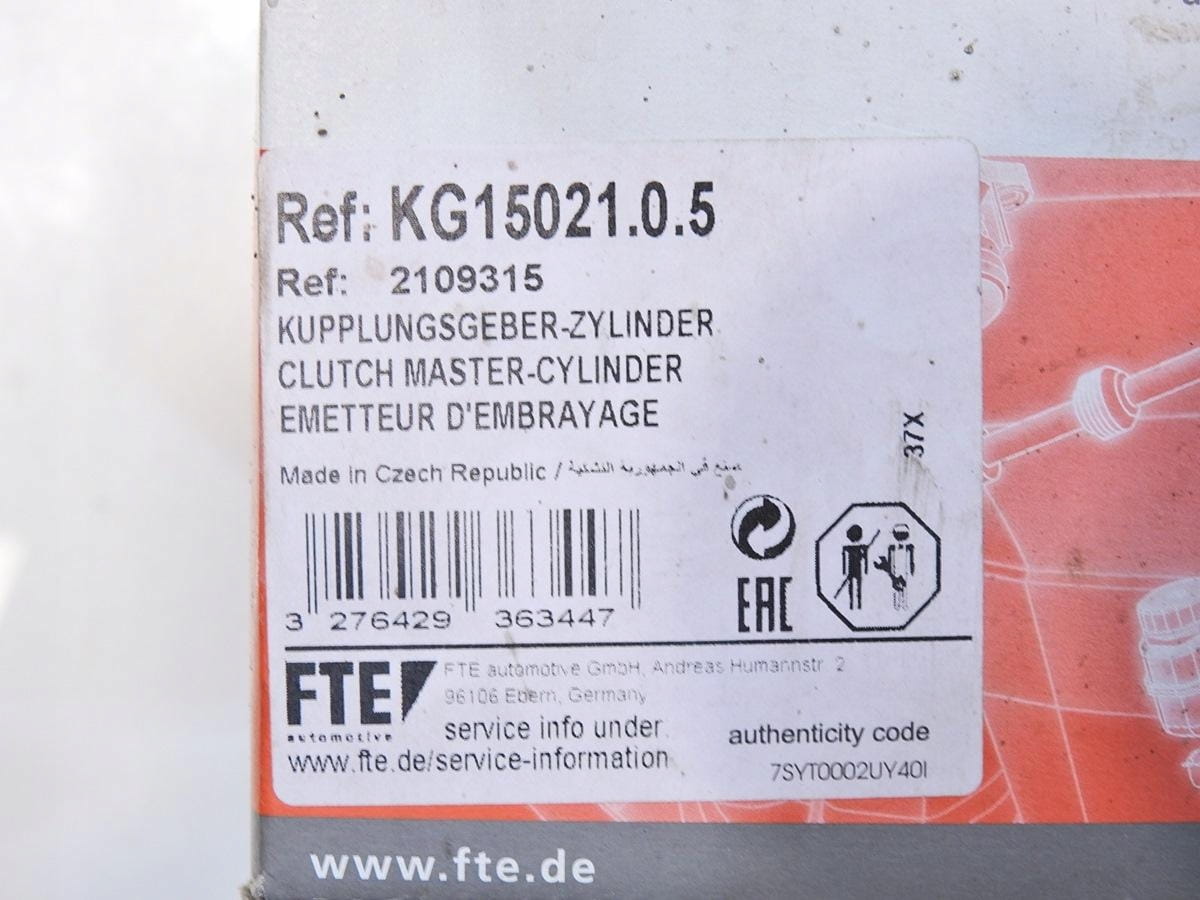 Ref: KG15021.0.5
Ref: 2109315
KUPPLUNGSGEBER-ZYLINDER
CLUTCH MASTER-CYLINDER
EMETTEUR D'EMBRAYAGE
37X
Made in Czech Republic / صنع في الجمهورية التشكية
EAC
3 276429 363447
FTE
automotive
FTE automotive GmbH, Andreas Humannstr. 2
96106 Ebern, Germany
service info under
www.fte.de/service-information
authenticity code
7SYT0002UY40I
www.fte.de